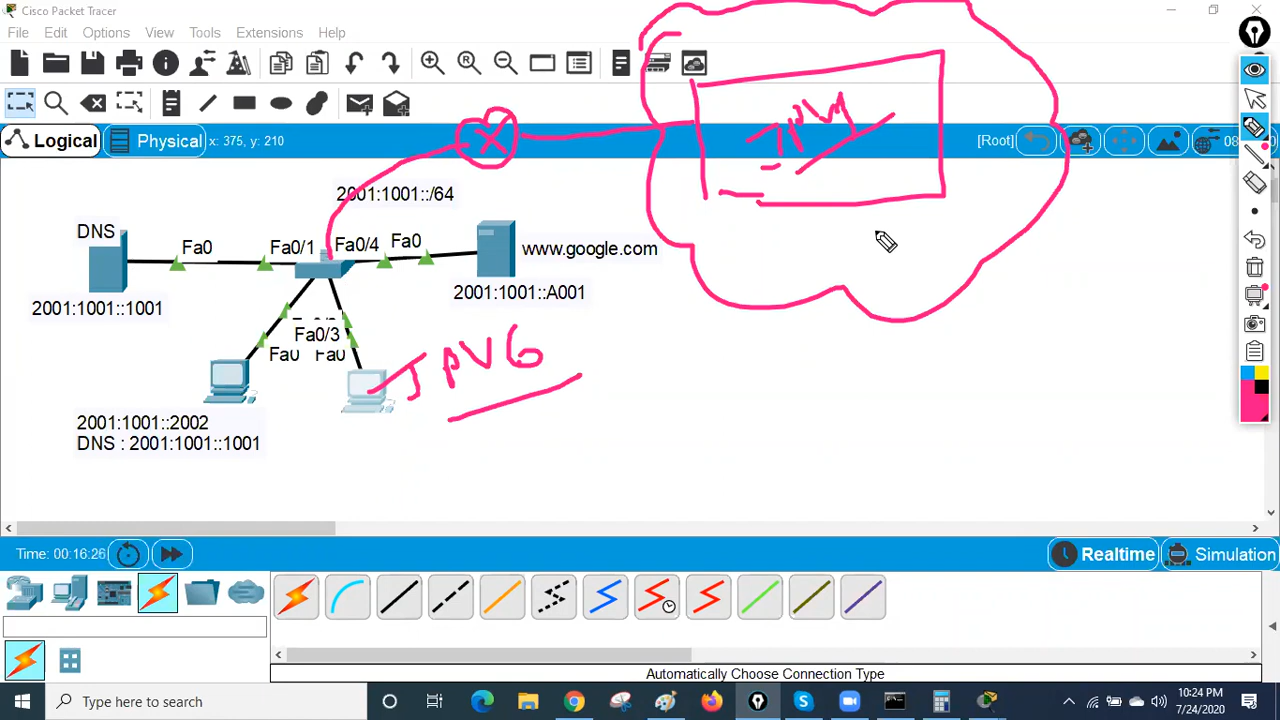 Cisco Packet Tracer
File Edit Options View Tools Extensions Help
Logical Physical x: 375, y: 210 [Root] 08
2001:1001::/64
DNS
Fa0 Fa0/1 Fa0/4 Fa0
www.google.com
2001:1001::1001
2001:1001::A001
Fa0/3
Fa0 Fa0
IPV6
2001:1001::2002
DNS : 2001:1001::1001
Time: 00:16:26
Realtime Simulation
Automatically Choose Connection Type
Type here to search
10:24 PM
7/24/2020